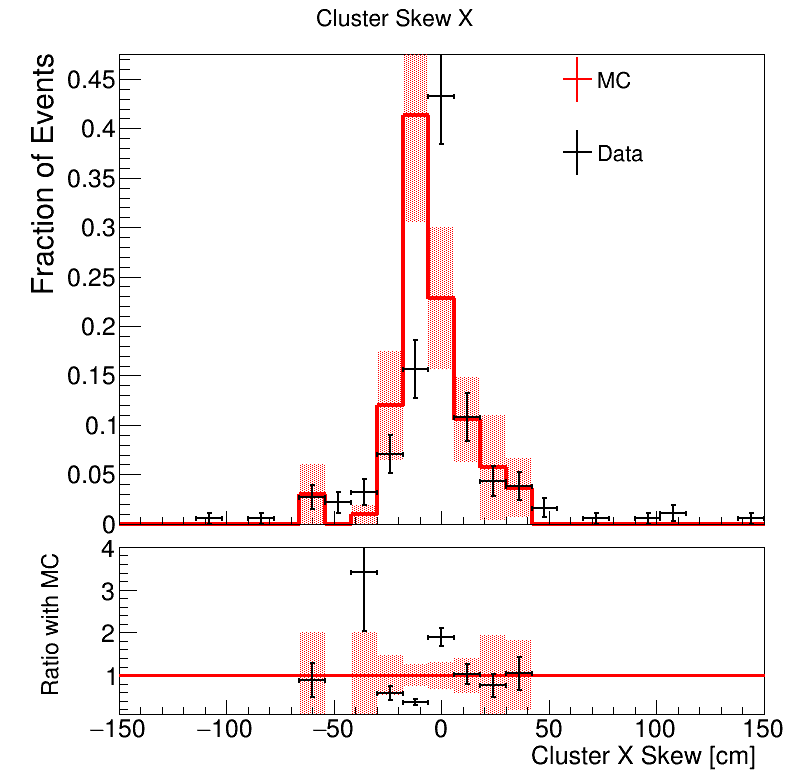 Cluster Skew X
Fraction of Events
0.45
0.4
0.35
0.3
0.25
0.2
0.15
0.1
0.05
0
MC
Data
Ratio with MC
4
3
2
1
−150 −100 −50 0 50 100 150
Cluster X Skew [cm]